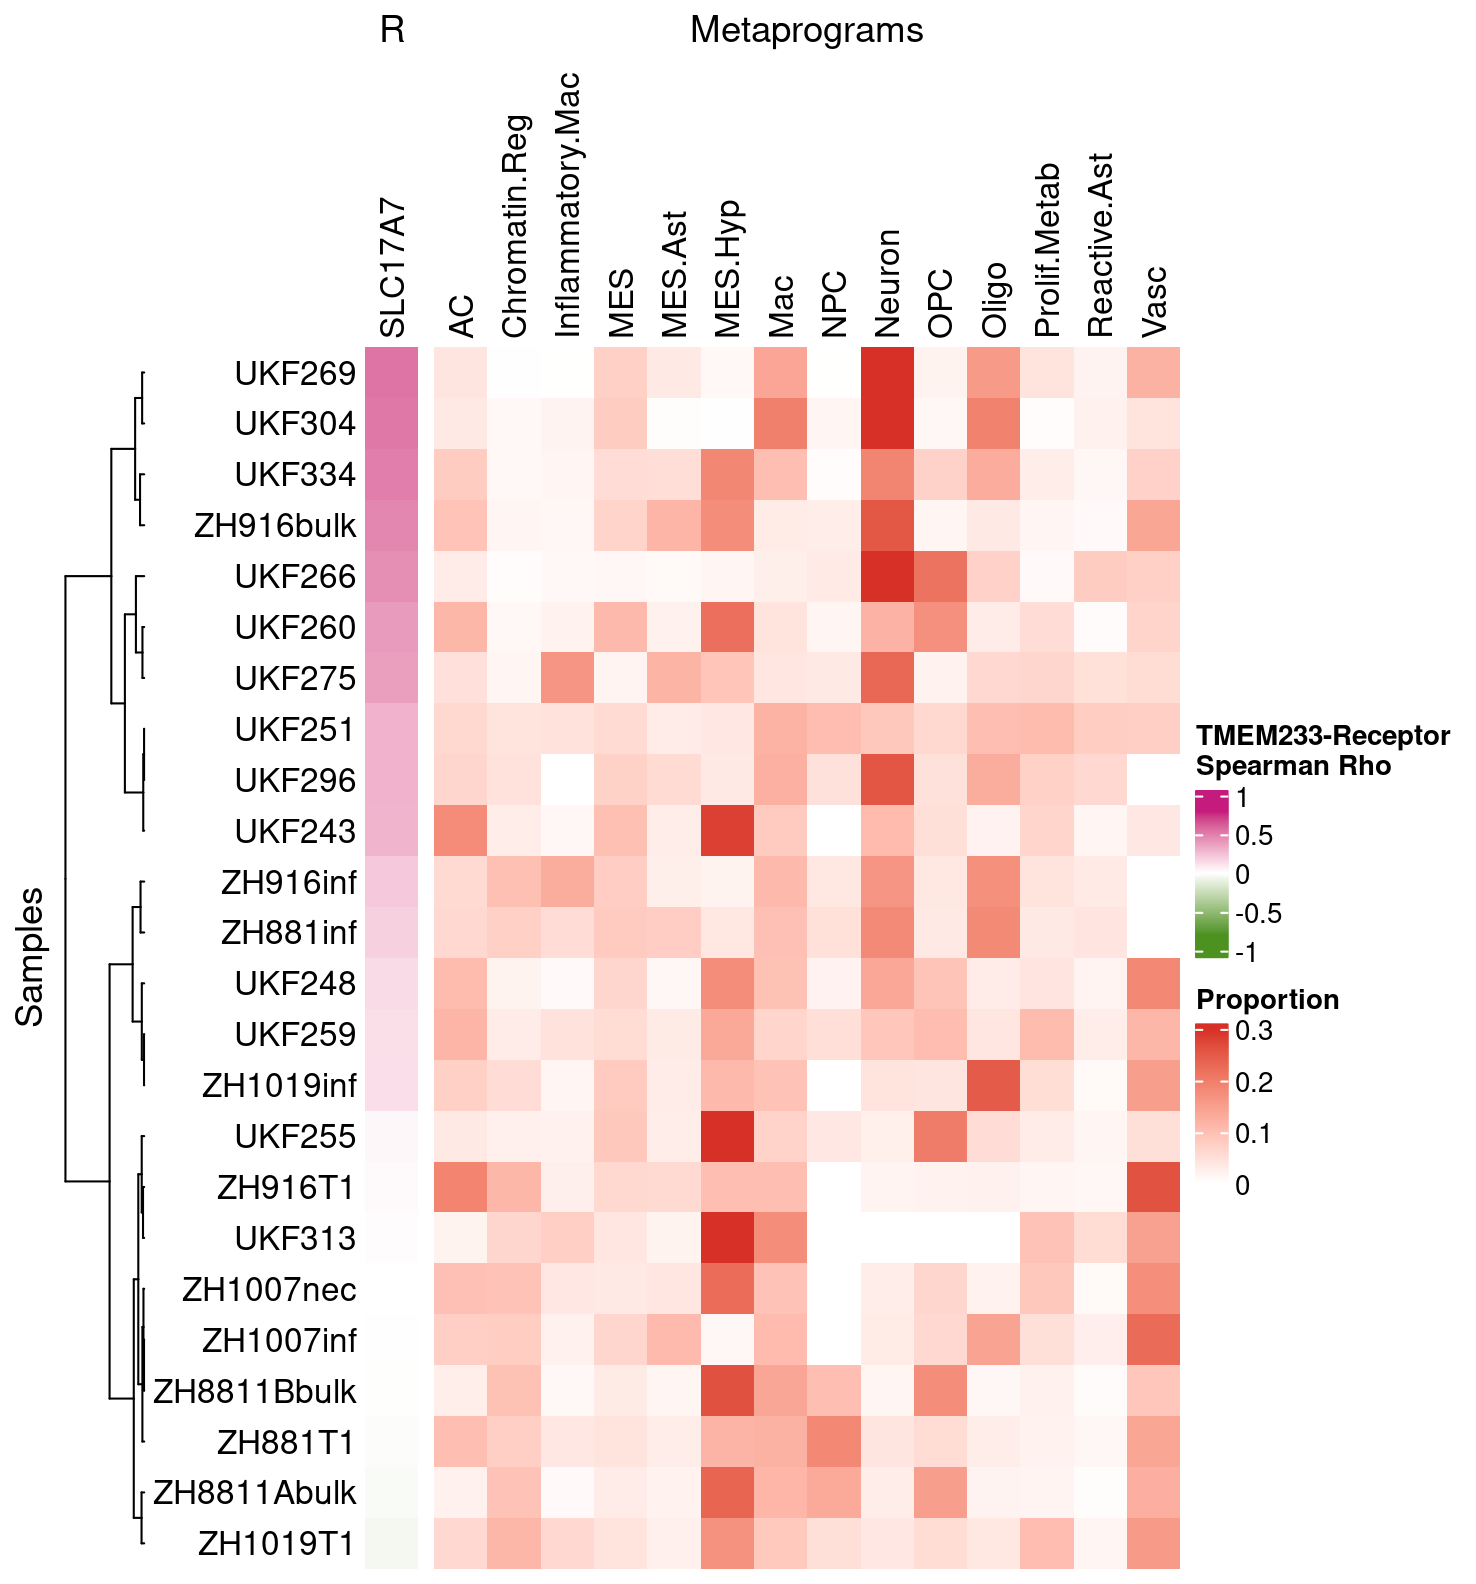 R Metaprograms
SLC17A7
AC
Chromatin.Reg
Inflammatory.Mac
MES
MES.Ast
MES.Hyp
Mac
NPC
Neuron
OPC
Oligo
Prolif.Metab
Reactive.Ast
Vasc
Samples
UKF269
UKF304
UKF334
ZH916bulk
UKF266
UKF260
UKF275
UKF251
UKF296
UKF243
ZH916inf
ZH881inf
UKF248
UKF259
ZH1019inf
UKF255
ZH916T1
UKF313
ZH1007nec
ZH1007inf
ZH8811Bbulk
ZH881T1
ZH8811Abulk
ZH1019T1
TMEM233-Receptor
Spearman Rho
1
0.5
0
-0.5
-1
Proportion
0.3
0.2
0.1
0